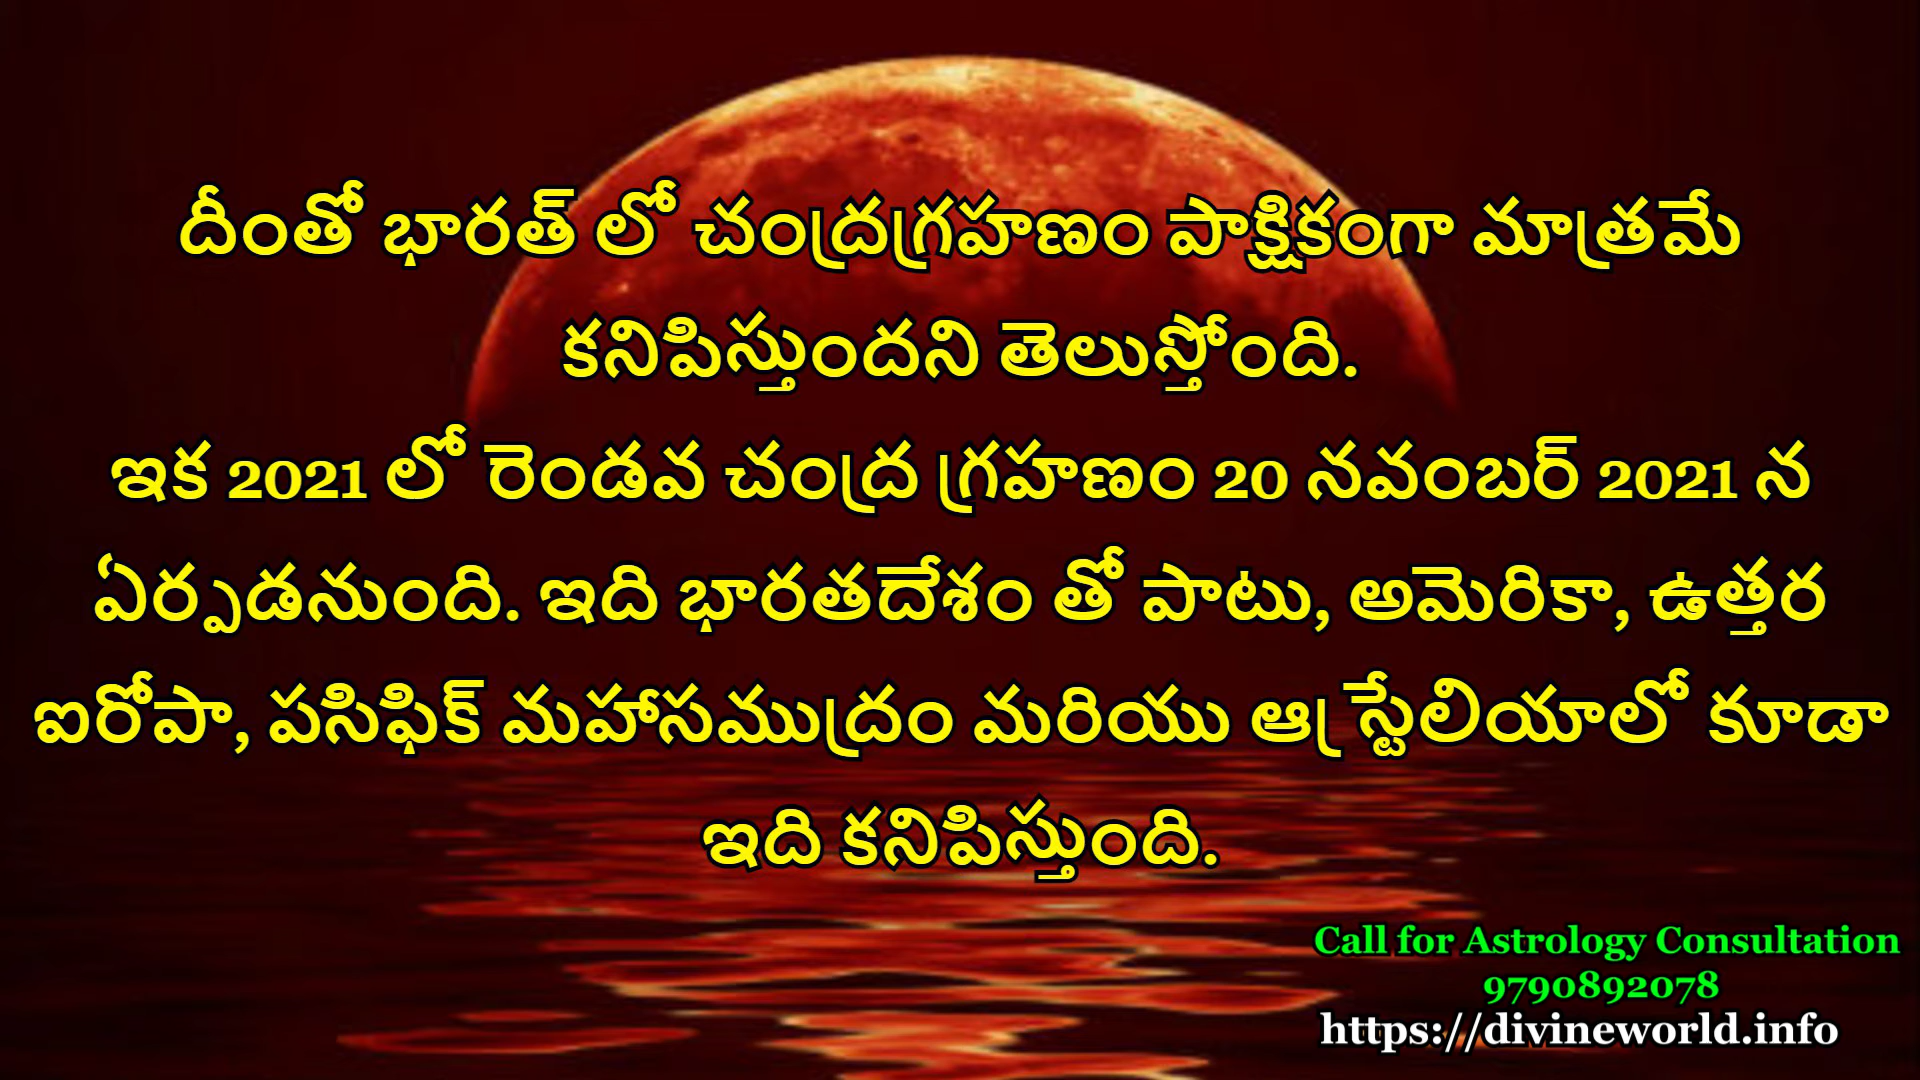 దీంతో భారత్ లో చంద్రగ్రహణం పాక్షికంగా మాత్రమే
కనిపిస్తుందని తెలుస్తోంది.
ఇక 2021 లో రెండవ చంద్ర గ్రహణం 20 నవంబర్ 2021 న
ఏర్పడనుంది. ఇది భారతదేశం తో పాటు, అమెరికా, ఉత్తర
ఐరోపా, పసిఫిక్ మహాసముద్రం మరియు ఆస్ట్రేలియాలో కూడా
ఇది కనిపిస్తుంది.
Call for Astrology Consultation
9790892078
https://divineworld.info